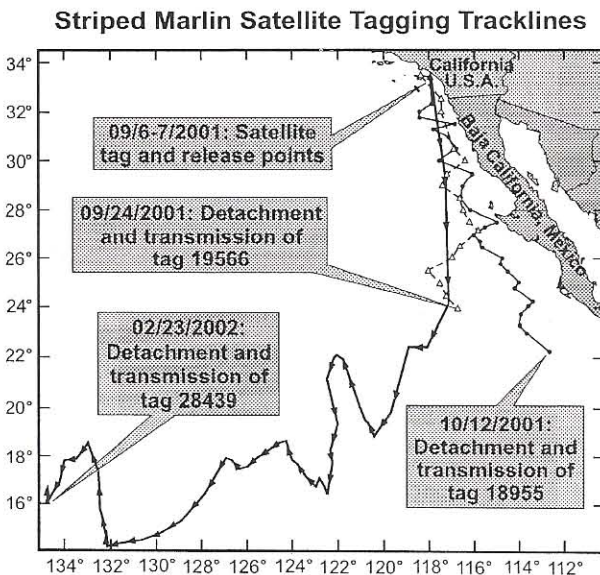 Striped Marlin Satellite Tagging Tracklines
34°
32°
30°
28°
26°
24°
22°
20°
18°
16°
California
U.S.A.
Baja California, Mexico
09/6-7/2001: Satellite
tag and release points
09/24/2001: Detachment
and transmission of
tag 19566
02/23/2002:
Detachment and
transmission of
tag 28439
10/12/2001:
Detachment and
transmission of
tag 18955
134° 132° 130° 128° 126° 124° 122° 120° 118° 116° 114° 112° 110°